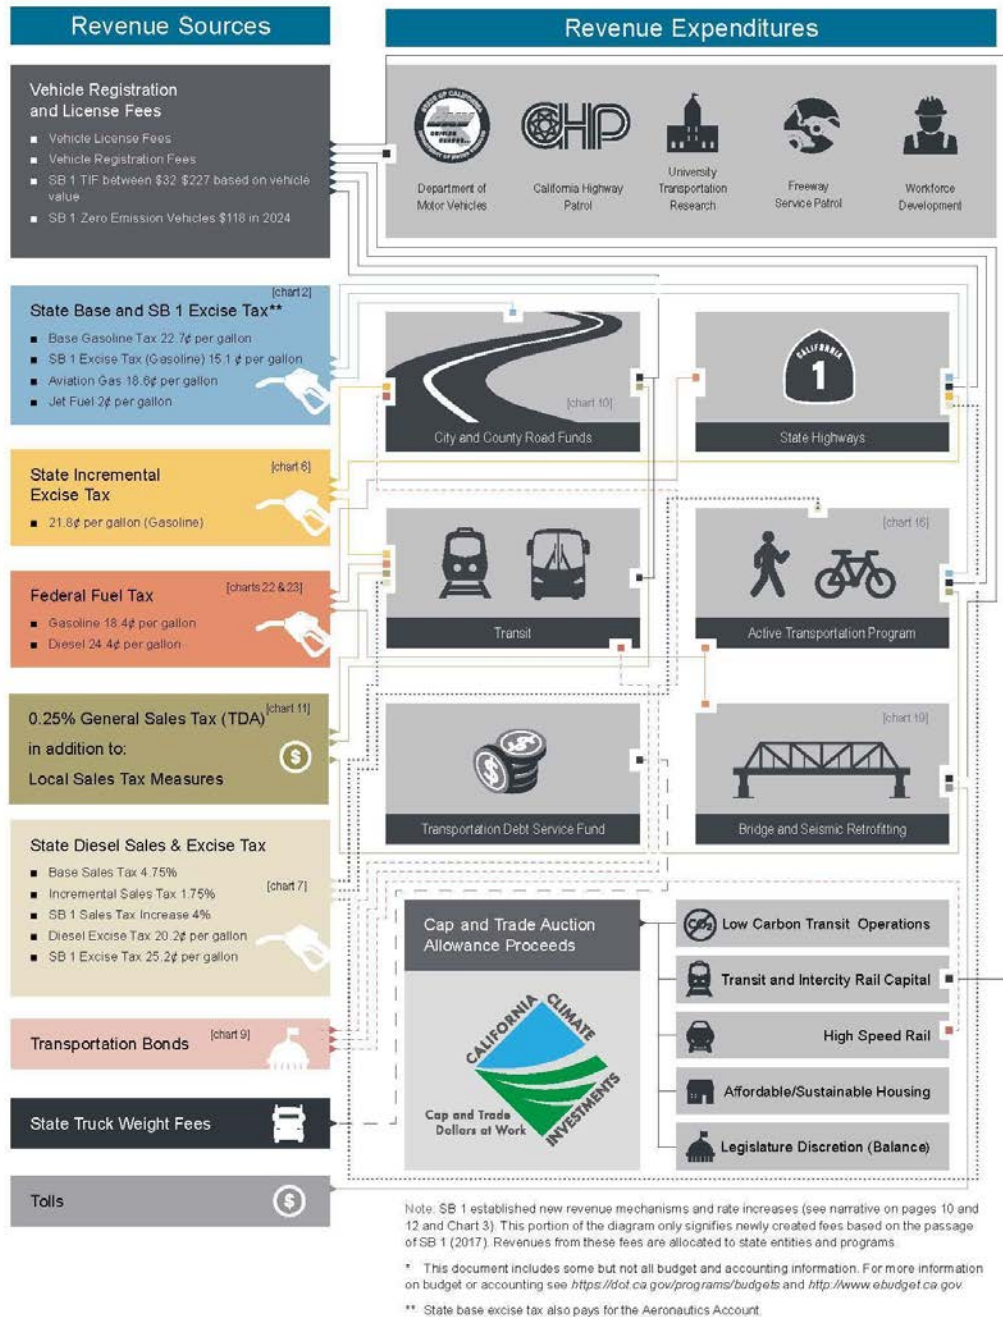 Revenue Sources
Revenue Expenditures
Vehicle Registration
and License Fees
■ Vehicle License Fees
■ Vehicle Registration Fees
■ SB 1 TIF between $32 $227 based on vehicle
value
■ SB 1 Zero Emission Vehicles $118 in 2024
CHP
Department of
Motor Vehicles
California Highway
Patrol
University
Transportation
Research
Freeway
Service Patrol
Workforce
Development
[chart 2]
State Base and SB 1 Excise Tax**
■ Base Gasoline Tax 22.7¢ per gallon
■ SB 1 Excise Tax (Gasoline) 15.1 ¢ per gallon
■ Aviation Gas 18.6¢ per gallon
■ Jet Fuel 2¢ per gallon
[chart 10]
City and County Road Funds
CALIFORNIA
1
State Highways
State Incremental
Excise Tax
[chart 6]
■ 21.8¢ per gallon (Gasoline)
Transit
[chart 16]
Active Transportation Program
Federal Fuel Tax
[charts 22 & 23]
■ Gasoline 18.4¢ per gallon
■ Diesel 24.4¢ per gallon
0.25% General Sales Tax (TDA)
[chart 11]
in addition to:
Local Sales Tax Measures
$
$
$
Transportation Debt Service Fund
[chart 19]
Bridge and Seismic Retrofitting
State Diesel Sales & Excise Tax
■ Base Sales Tax 4.75%
■ Incremental Sales Tax 1.75%
[chart 7]
■ SB 1 Sales Tax Increase 4%
■ Diesel Excise Tax 20.2¢ per gallon
■ SB 1 Excise Tax 25.2¢ per gallon
Transportation Bonds
[chart 9]
State Truck Weight Fees
Tolls
$
Cap and Trade Auction
Allowance Proceeds
CALIFORNIA CLIMATE
INVESTMENTS
Cap and Trade
Dollars at Work
CO2
Low Carbon Transit Operations
Transit and Intercity Rail Capital
High Speed Rail
Affordable/Sustainable Housing
Legislature Discretion (Balance)
Note: SB 1 established new revenue mechanisms and rate increases (see narrative on pages 10 and
12 and Chart 3). This portion of the diagram only signifies newly created fees based on the passage
of SB 1 (2017). Revenues from these fees are allocated to state entities and programs.
* This document includes some but not all budget and accounting information. For more information
on budget or accounting see https://dot.ca.gov/programs/budgets and http://www.ebudget.ca.gov.
** State base excise tax also pays for the Aeronautics Account.